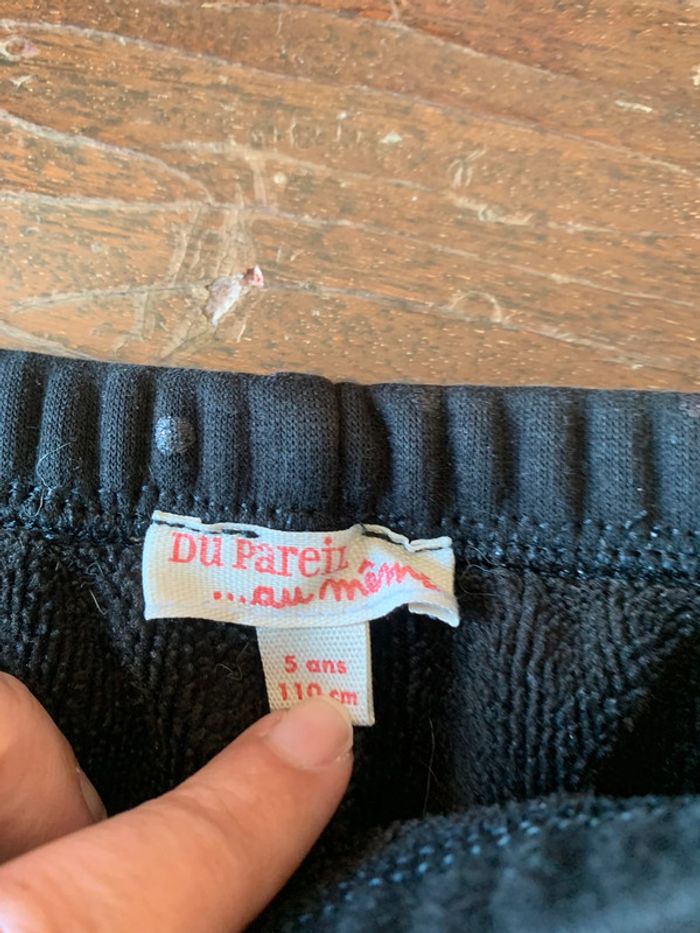 DU Pareil
...au même
5 ans
110 cm